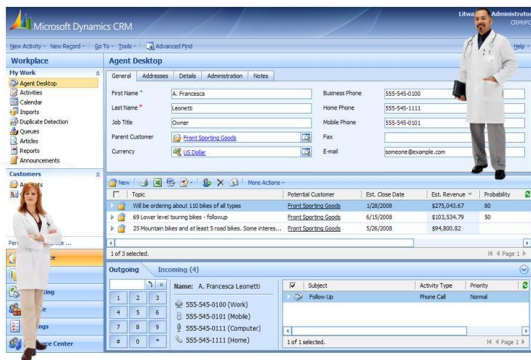 Microsoft Dynamics CRM
Litwa
Administrator
CRMVPC
New Activity
New Record
Go To
Tools
Advanced Find
Help
Workplace
Agent Desktop
My Work
Agent Desktop
Activities
Calendar
Imports
Duplicate Detection
Queues
Articles
Reports
Announcements
Customers
General Addresses Details Administration Notes
First Name * A. Francesca Business Phone 555-545-0100
Last Name * Leonetti Home Phone 555-545-1111
Job Title Owner Mobile Phone 555-545-0101
Parent Customer Front Sporting Goods Fax
Currency US Dollar E-mail someone@example.com
New More Actions
Topic Potential Customer Est. Close Date Est. Revenue Probability
Will be ordering about 110 bikes of all types Front Sporting Goods 1/28/2008 $275,043.67 80
69 Lower level touring bikes - followup Front Sporting Goods 6/15/2008 $103,534.79 50
25 Mountain bikes and at least 5 road bikes. Some interes... Front Sporting Goods 5/26/2008 $94,800.82
1 of 3 selected. Page 1
Outgoing Incoming (4)
Name: A. Francesca Leonetti
555-545-0100 (Work)
555-545-0101 (Mobile)
555-545-0111 (Computer)
555-545-1111 (Home)
1 2 3
4 5 6
7 8 9
# 0 *
Subject Activity Type Priority
Follow Up Phone Call Normal
1 of 1 selected. Page 1